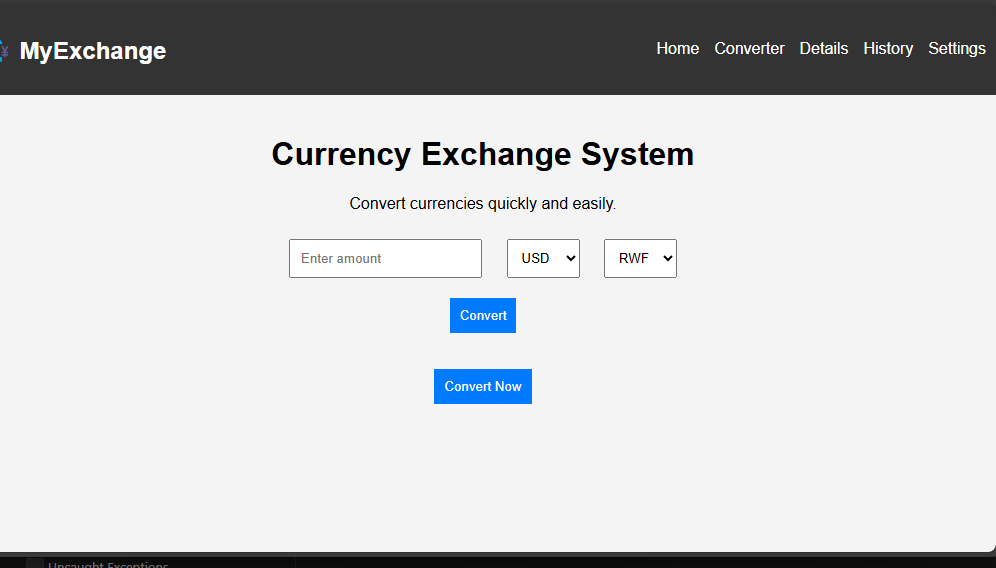 ¥ MyExchange Home Converter Details History Settings
Currency Exchange System
Convert currencies quickly and easily.
Enter amount USD RWF
Convert
Convert Now
Uncaught Exceptions